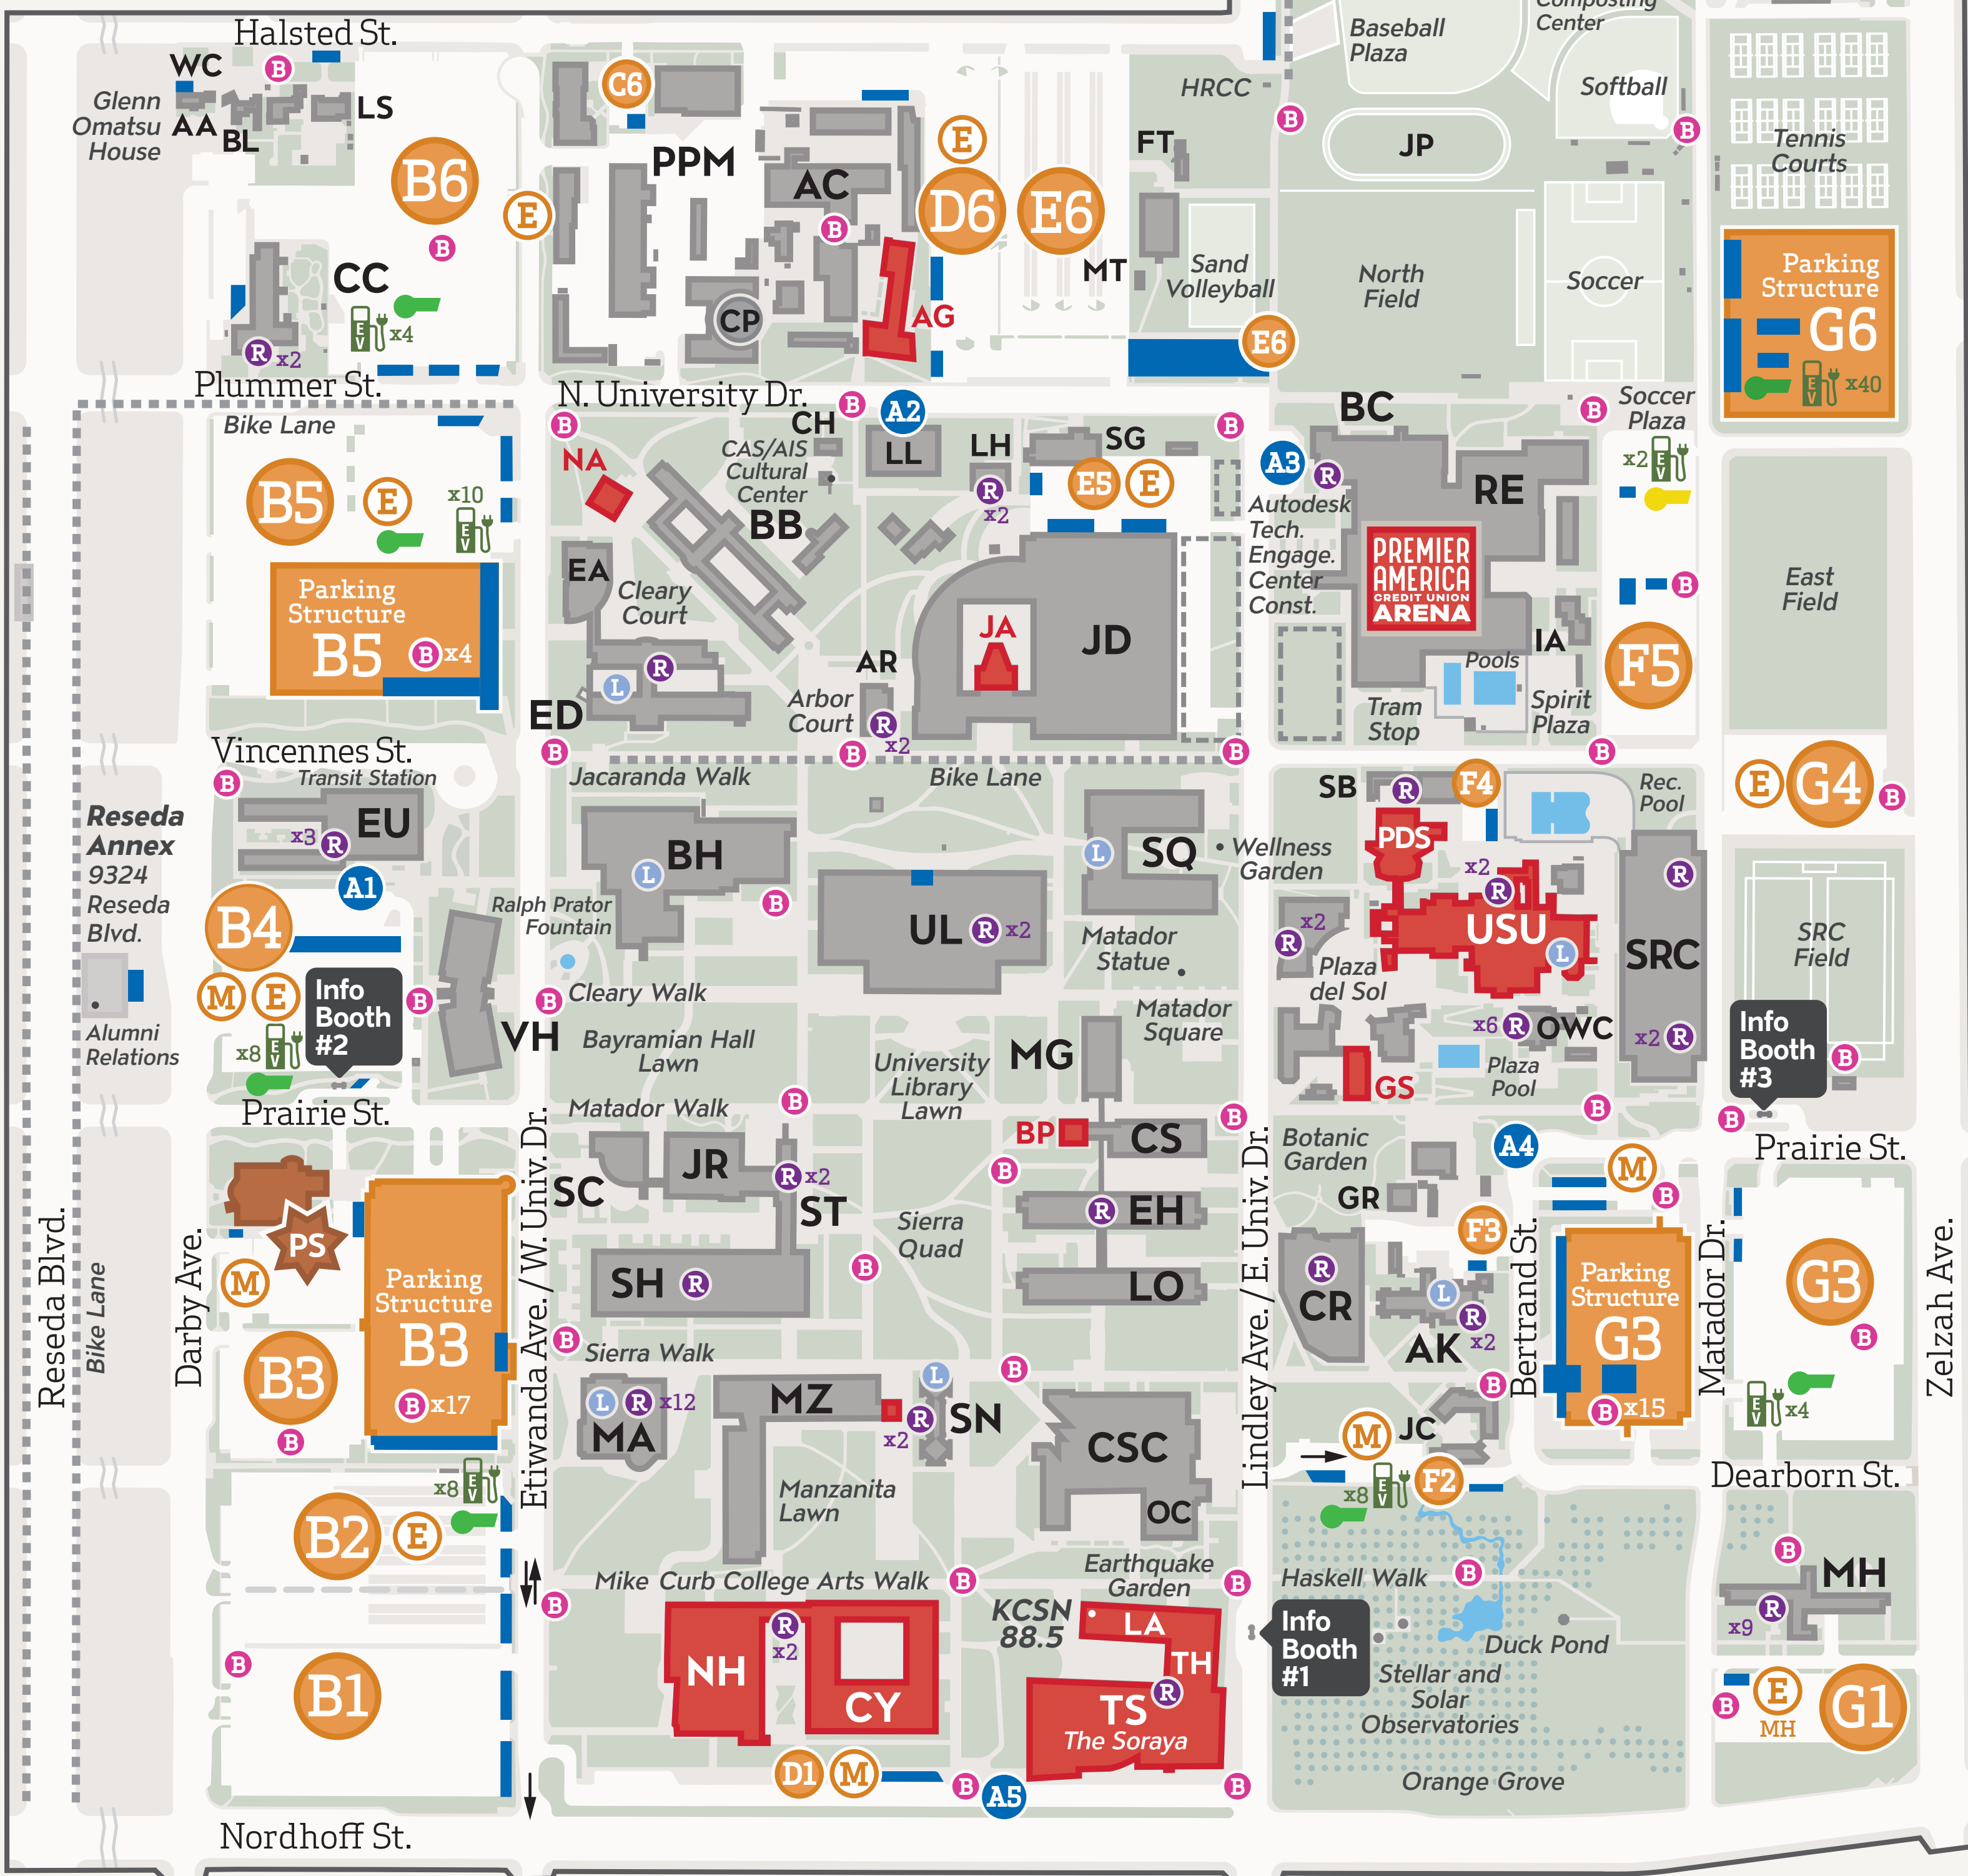 Halsted St.
WC
B
Glenn
Omatsu
House
AA
BL
LS
B6
B
E
C6
PPM
AC
B
CP
AG
E
D6
E6
FT
MT
HRCC
Sand
Volleyball
E6
Baseball
Plaza
Composting
Center
Softball
B
B
JP
North
Field
Soccer
Tennis
Courts
Parking
Structure
G6
EV
x40
CC
EV
x4
R
x2
Plummer St.
Bike Lane
N. University Dr.
B5
E
x10
EV
Parking
Structure
B5
B
x4
B
NA
CH
CAS/AIS
Cultural
Center
BB
B
A2
LL
LH
R
x2
SG
E5
E
B
EA
Cleary
Court
R
L
ED
B
Arbor
Court
AR
R
x2
B
JA
JD
A3
R
Autodesk
Tech.
Engage.
Center
Const.
BC
RE
PREMIER
AMERICA
CREDIT UNION
ARENA
B
Soccer
Plaza
x2
EV
B
IA
F5
Pools
Tram
Stop
Spirit
Plaza
B
B
East
Field
Vincennes St.
Transit Station
B
EU
x3
R
A1
B4
M
E
x8
EV
Info
Booth
#2
B
VH
Reseda
Annex
9324
Reseda
Blvd.
Alumni
Relations
Jacaranda Walk
Bike Lane
BH
L
B
Ralph Prator
Fountain
B
Cleary Walk
Bayramian Hall
Lawn
UL
R
x2
SQ
L
Wellness
Garden
Matador
Statue
Matador
Square
MG
University
Library
Lawn
SB
R
F4
Rec.
Pool
PDS
x2
R
USU
L
x2
R
Plaza
del Sol
x6
R
OWC
Plaza
Pool
GS
SRC
R
x2
R
B
E
G4
B
SRC
Field
Info
Booth
#3
B
B
Prairie St.
Matador Walk
B
BP
CS
B
B
Botanic
Garden
GR
A4
M
B
Prairie St.
PS
M
B3
B
Parking
Structure
B3
B
x17
SC
JR
R
x2
ST
SH
R
B
Sierra
Quad
B
EH
R
LO
CR
R
F3
L
R
x2
AK
B
Parking
Structure
G3
B
x15
G3
B
EV
x4
Reseda Blvd.
Bike Lane
Darby Ave.
Etiwanda Ave. / W. Univ. Dr.
Lindley Ave. / E. Univ. Dr.
Bertrand St.
Matador Dr.
Zelzah Ave.
Sierra Walk
L
R
x12
MA
MZ
R
x2
L
SN
B
CSC
OC
M
JC
x8
EV
F2
Dearborn St.
x8
EV
B2
E
B
B1
B
Manzanita
Lawn
Mike Curb College Arts Walk
B
Earthquake
Garden
B
Haskell Walk
B
B
MH
R
x9
NH
R
x2
CY
KCSN
88.5
LA
TH
TS
R
The Soraya
Info
Booth
#1
Duck Pond
Stellar and
Solar
Observatories
Orange Grove
B
E
MH
G1
D1
M
B
A5
B
Nordhoff St.